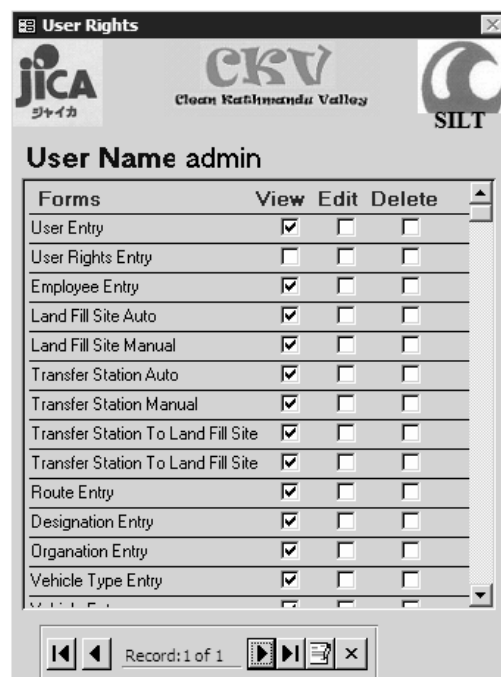 User Rights
JICA
ジャイカ
CKV
Clean Kathmandu Valley
SILT
User Name admin
Forms View Edit Delete
User Entry
User Rights Entry
Employee Entry
Land Fill Site Auto
Land Fill Site Manual
Transfer Station Auto
Transfer Station Manual
Transfer Station To Land Fill Site
Transfer Station To Land Fill Site
Route Entry
Designation Entry
Organation Entry
Vehicle Type Entry
Record:1 of 1